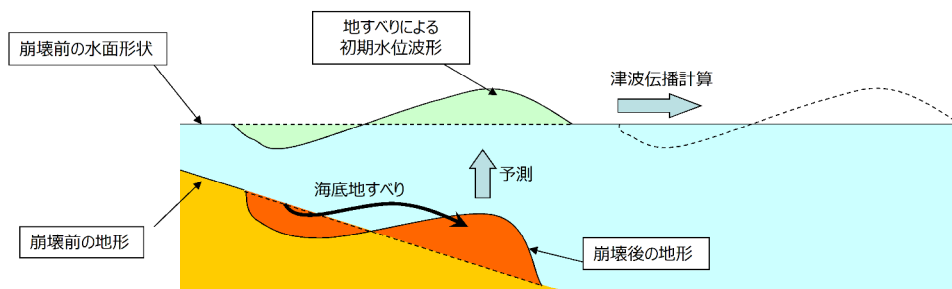 地すべりによる
初期水位波形
崩壊前の水面形状
津波伝播計算
予測
海底地すべり
崩壊前の地形
崩壊後の地形